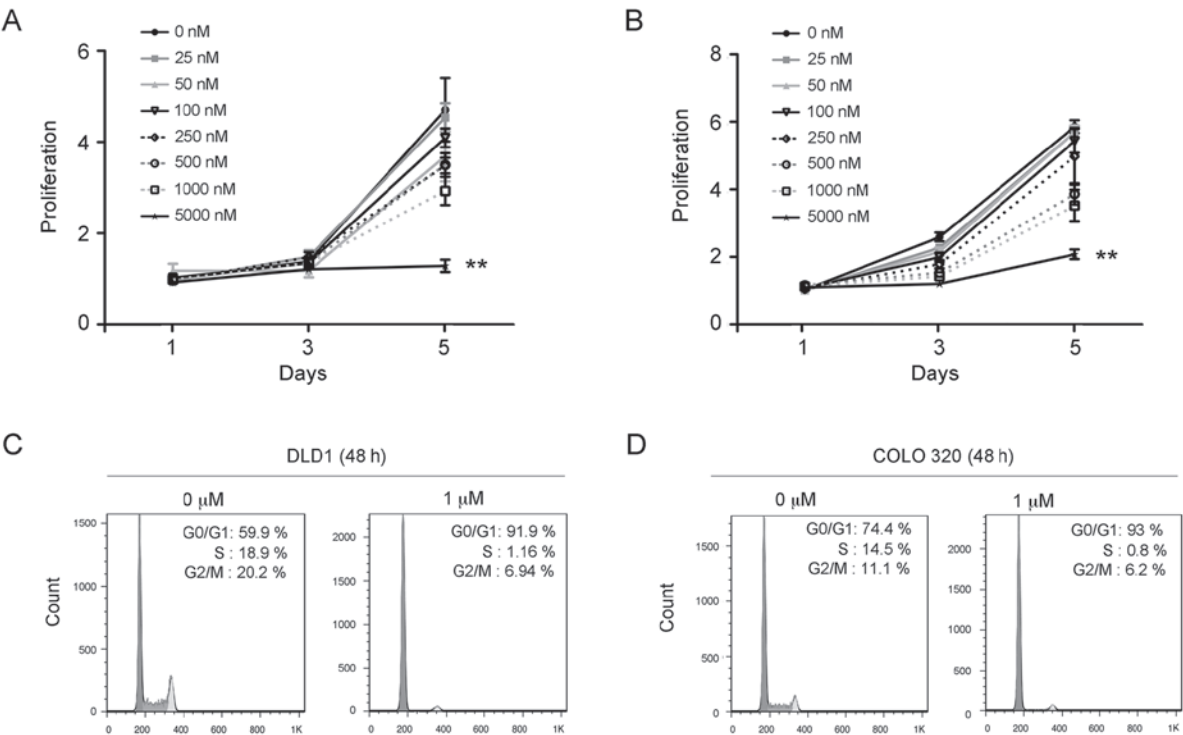 A
0 nM
25 nM
50 nM
100 nM
250 nM
500 nM
1000 nM
5000 nM
6
4
2
0
Proliferation
**
1 3 5
Days
B
0 nM
25 nM
50 nM
100 nM
250 nM
500 nM
1000 nM
5000 nM
8
6
4
2
0
Proliferation
**
1 3 5
Days
C
DLD1 (48 h)
0 µM
G0/G1: 59.9 %
S : 18.9 %
G2/M : 20.2 %
1500
1000
500
0
Count
0 200 400 600 800 1K
1 µM
G0/G1: 91.9 %
S : 1.16 %
G2/M : 6.94 %
2000
1500
1000
500
0
0 200 400 600 800 1K
D
COLO 320 (48 h)
0 µM
G0/G1: 74.4 %
S : 14.5 %
G2/M : 11.1 %
1500
1000
500
0
Count
0 200 400 600 800 1K
1 µM
G0/G1: 93 %
S : 0.8 %
G2/M : 6.2 %
2000
1500
1000
500
0
0 200 400 600 800 1K